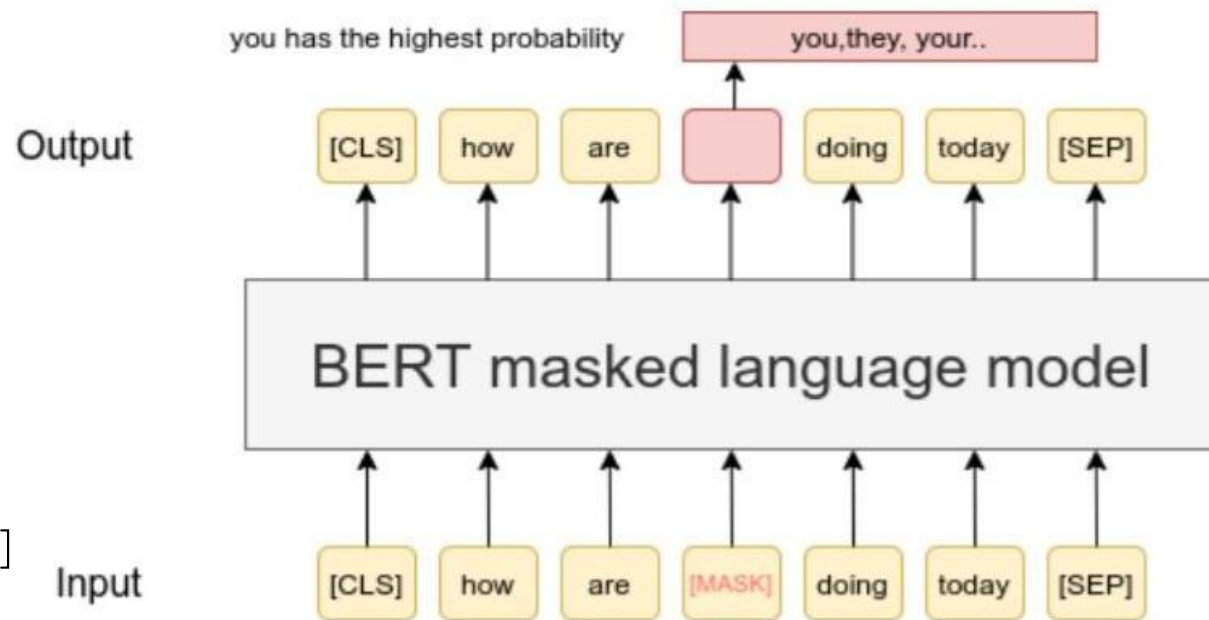 you has the highest probability
you,they, your..
Output
[CLS] how are doing today [SEP]
BERT masked language model
]
Input
[CLS] how are [MASK] doing today [SEP]